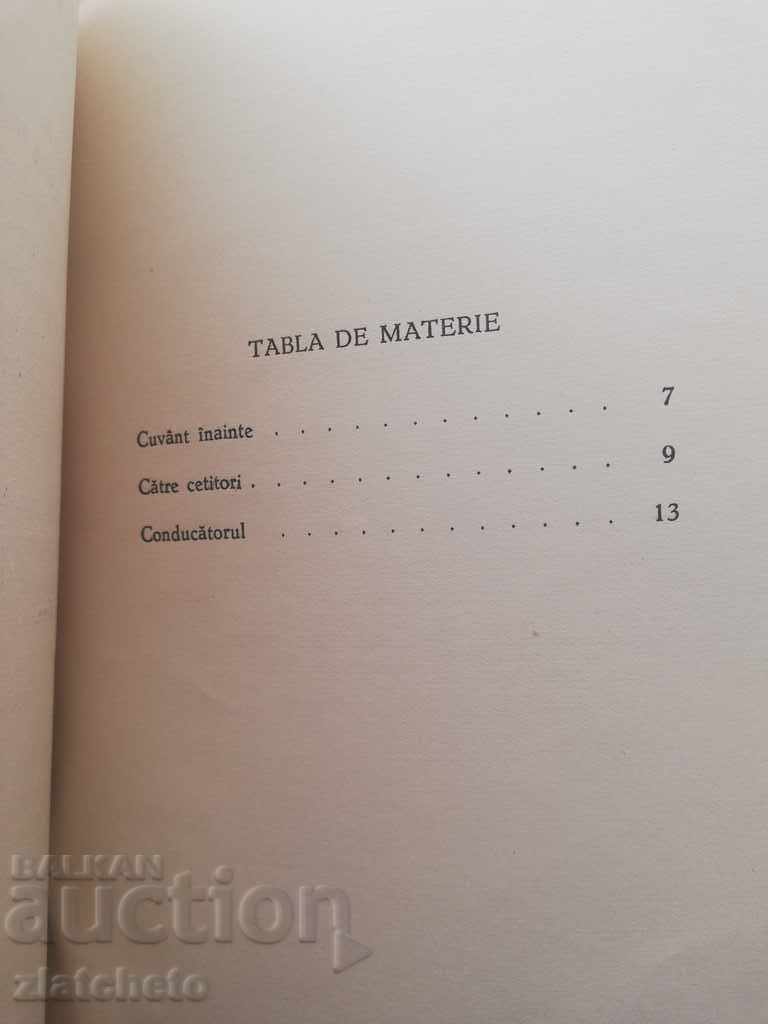 TABLA DE MATERIE
Cuvânt înainte . . . . . . . . . . . . . 7
Către cetitori . . . . . . . . . . . . . . 9
Conducătorul . . . . . . . . . . . . . 13
BALKAN
auction
zlatcheto